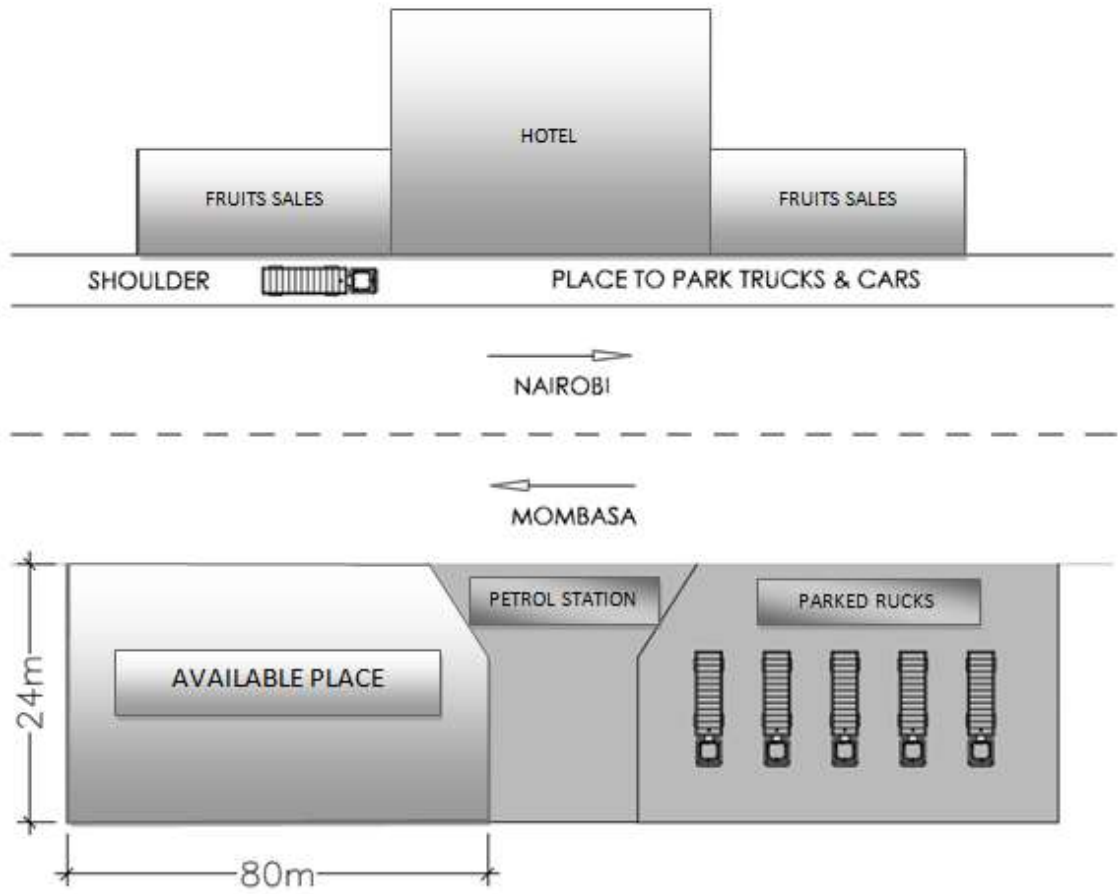 HOTEL
FRUITS SALES
FRUITS SALES
SHOULDER
PLACE TO PARK TRUCKS & CARS
NAIROBI
MOMBASA
PETROL STATION
PARKED RUCKS
AVAILABLE PLACE
24m
80m